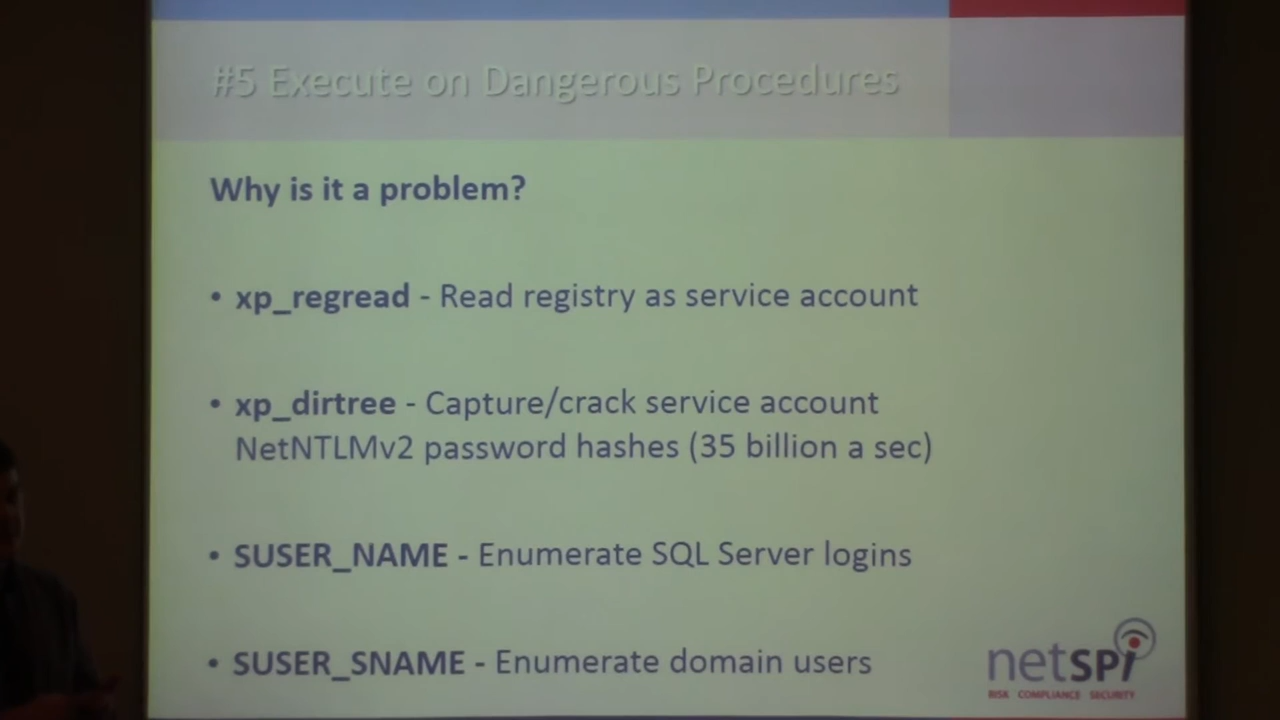 #5 Execute on Dangerous Procedures
Why is it a problem?
• xp_regread - Read registry as service account
• xp_dirtree - Capture/crack service account
NetNTLMv2 password hashes (35 billion a sec)
• SUSER_NAME - Enumerate SQL Server logins
• SUSER_SNAME - Enumerate domain users
netSPi
RISK COMPLIANCE SECURITY